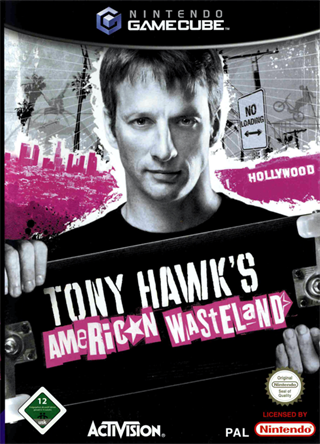 NINTENDO
GAMECUBE™
NO
LOADING
HOLLYWOOD
TONY HAWK'S
AMERICAN WASTELAND
12
Original
Nintendo
Seal of
Quality
ACTIVISION.
PAL
LICENSED BY
Nintendo